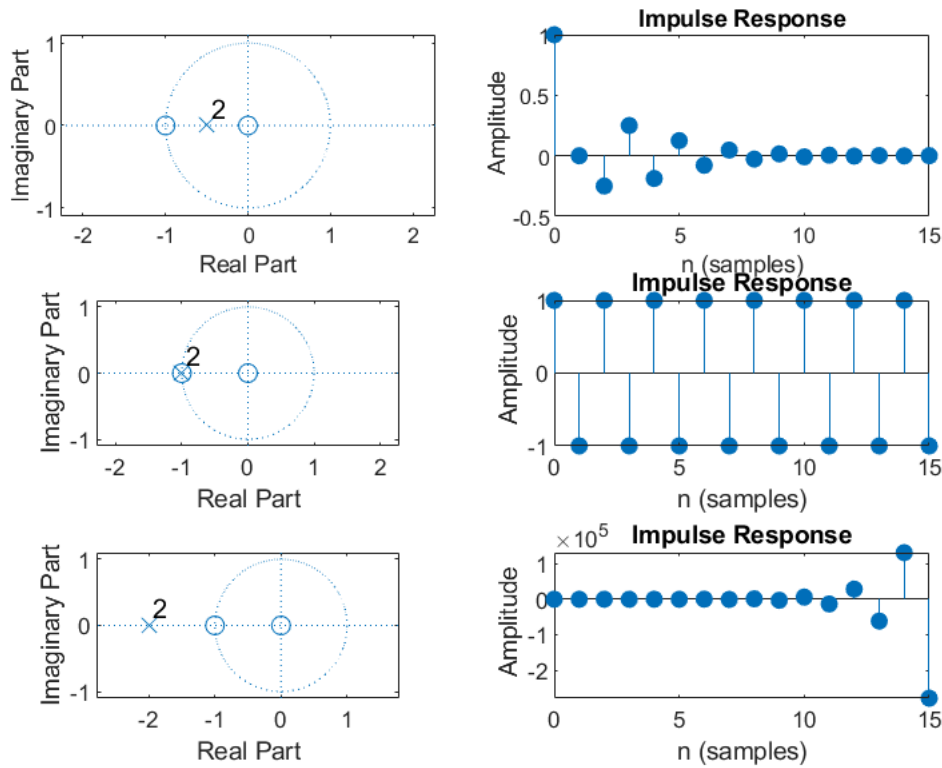 Imaginary Part
1
0
-1
2
-2 -1 0 1 2
Real Part
Impulse Response
Amplitude
1
0.5
0
-0.5
0 5 10 15
n (samples)
Imaginary Part
1
0
-1
2
-2 -1 0 1 2
Real Part
Impulse Response
Amplitude
1
0
-1
0 5 10 15
n (samples)
Imaginary Part
1
0
-1
2
-2 -1 0 1
Real Part
Impulse Response
×10^5
Amplitude
1
0
-1
-2
0 5 10 15
n (samples)